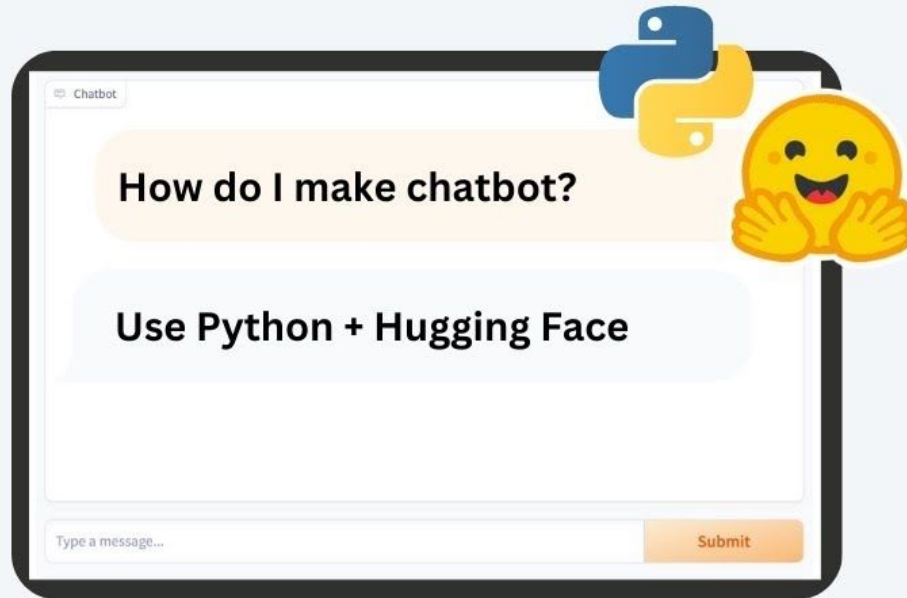 Chatbot
How do I make chatbot?
Use Python + Hugging Face
Type a message...
Submit